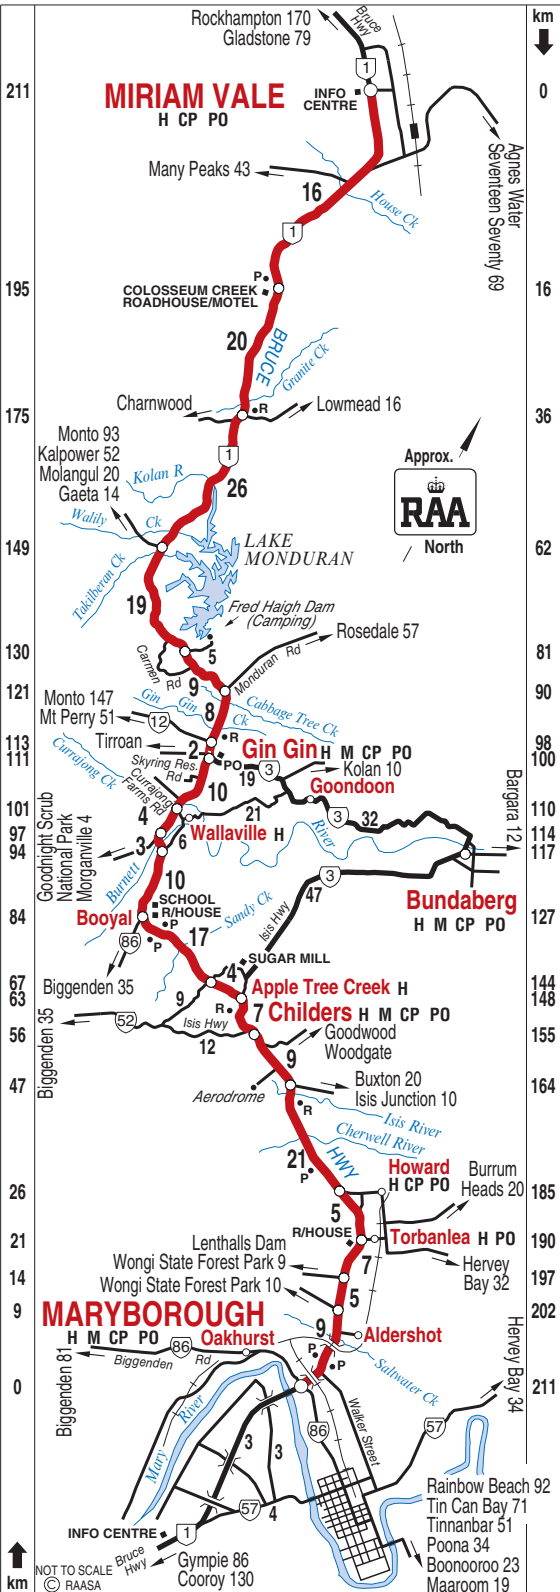 Rockhampton 170
Gladstone 79
Bruce
Hwy
km
211
1
INFO
CENTRE
0
MIRIAM VALE
H CP PO
Agnes Water
Seventeen Seventy 69
Many Peaks 43
16
House Ck
1
195
P
COLOSSEUM CREEK
ROADHOUSE/MOTEL
16
20
BRUCE
Granite Ck
Charnwood
R
Lowmead 16
175
36
Monto 93
Kalpower 52
Molangul 20
Gaeta 14
1
Kolan R
26
Approx.
RAA
North
Walily Ck
149
LAKE
MONDURAN
62
Takilberan Ck
19
Fred Haigh Dam
(Camping)
Rosedale 57
130
5
81
Carmen
Rd
9
Monduran Rd
121
90
Monto 147
Mt Perry 51
Gin Gin Ck
8
Cabbage Tree Ck
12
Tirroan
R
113
2
98
111
PO
Gin Gin H M CP PO
100
Skyring Res.
Rd
19
3
Kolan 10
Currajong Ck
Currajong
Farms Rd
10
Goondoon
101
21
3
32
110
Bargara 12
4
Wallaville H
River
97
114
Goodnight Scrub
National Park
Morganville 4
3
6
94
117
Burnett
10
3
47
Bundaberg
H M CP PO
SCHOOL
R/HOUSE
Sandy Ck
Isis Hwy
84
Booyal
P
127
86
P
17
Biggenden 35
SUGAR MILL
4
67
Apple Tree Creek H
144
63
9
148
R
7
Childers H M CP PO
52
Isis Hwy
56
12
155
Biggenden 35
Goodwood
Woodgate
9
47
Aerodrome
Buxton 20
Isis Junction 10
164
R
Isis River
Cherwell River
21
HWY
P
Howard
H CP PO
Burrum
Heads 20
26
185
5
R/HOUSE
Torbanlea H PO
21
190
Lenthalls Dam
Wongi State Forest Park 9
7
Hervey
Bay 32
14
197
Wongi State Forest Park 10
5
9
202
MARYBOROUGH
H M CP PO
Oakhurst
9
Aldershot
86
P
P
Saltwater Ck
Biggenden Rd
Biggenden 81
Hervey Bay 34
0
211
Mary River
Walker Street
86
57
3
3
57
4
INFO CENTRE
1
Bruce
Hwy
Gympie 86
Cooroy 130
Rainbow Beach 92
Tin Can Bay 71
Tinnanbar 51
Poona 34
Boonooroo 23
Maaroom 19
km
NOT TO SCALE
© RAASA